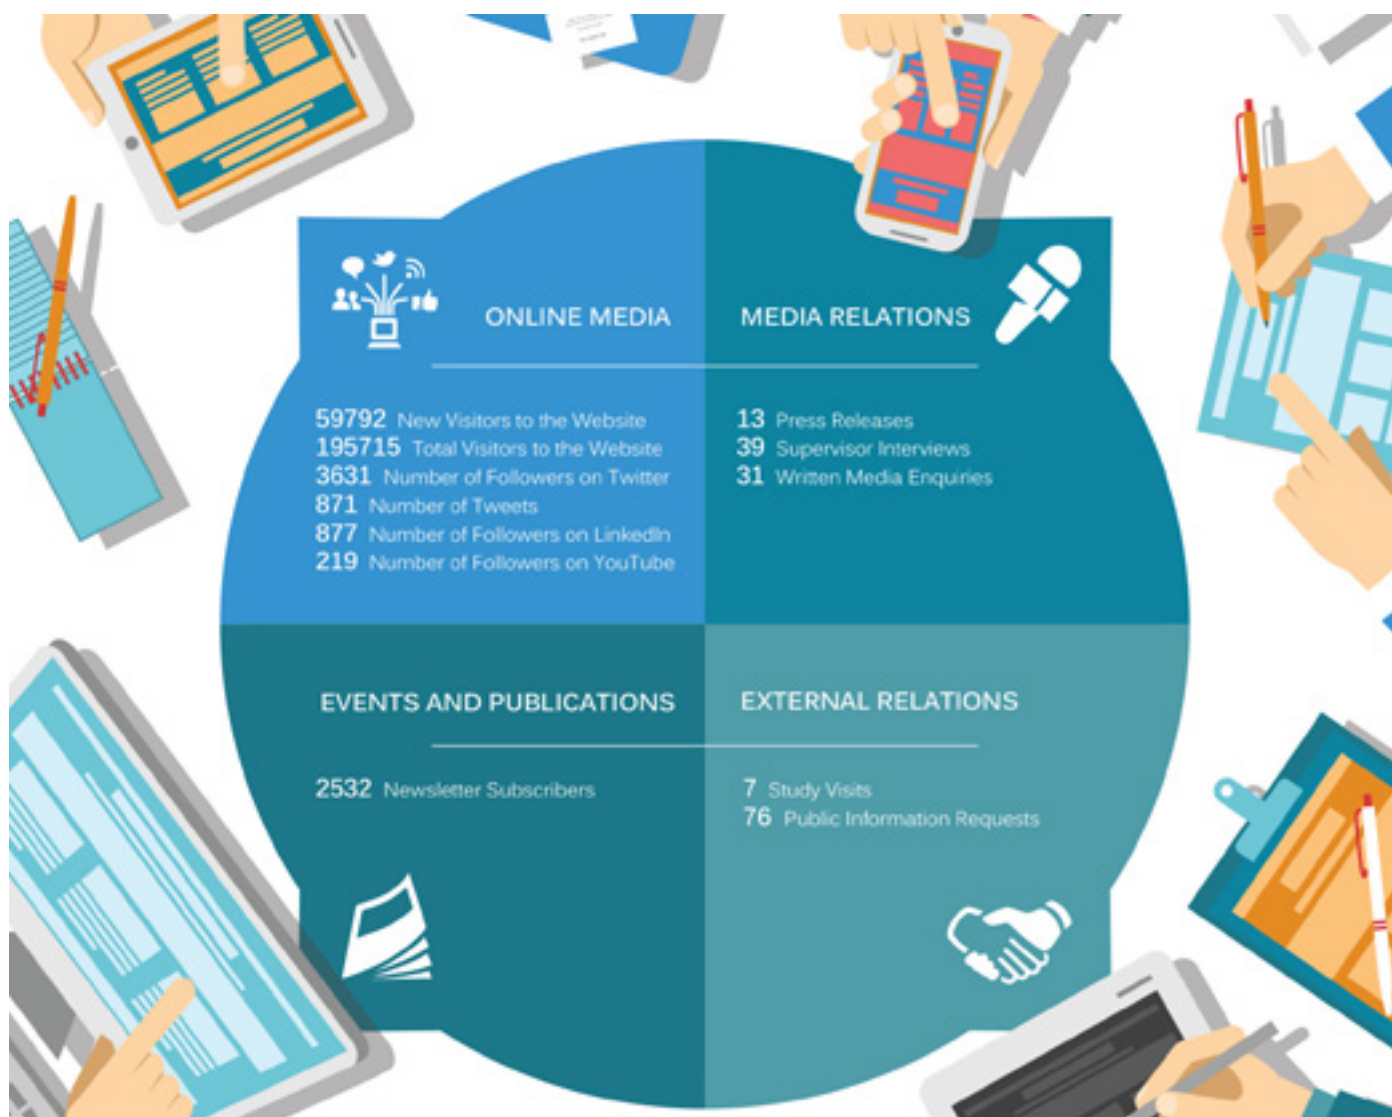 ONLINE MEDIA
59792 New Visitors to the Website
195715 Total Visitors to the Website
3631 Number of Followers on Twitter
871 Number of Tweets
877 Number of Followers on LinkedIn
219 Number of Followers on YouTube
MEDIA RELATIONS
13 Press Releases
39 Supervisor Interviews
31 Written Media Enquiries
EVENTS AND PUBLICATIONS
2532 Newsletter Subscribers
EXTERNAL RELATIONS
7 Study Visits
76 Public Information Requests